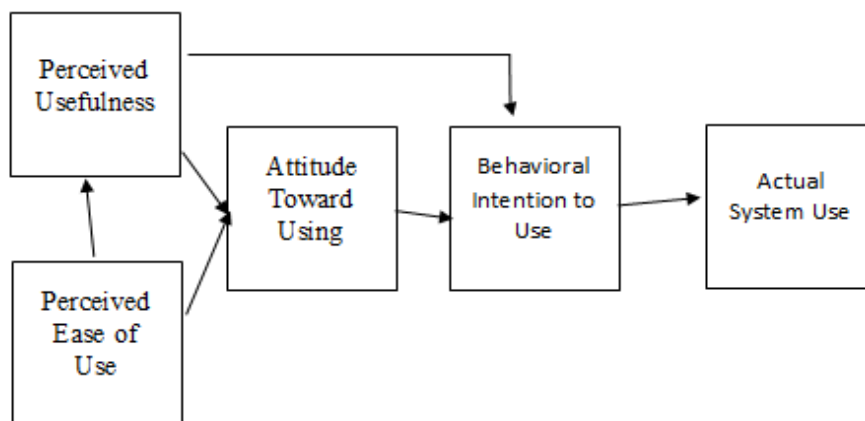 Perceived
Usefulness
Attitude
Toward
Using
Behavioral
Intention to
Use
Actual
System Use
Perceived
Ease of
Use